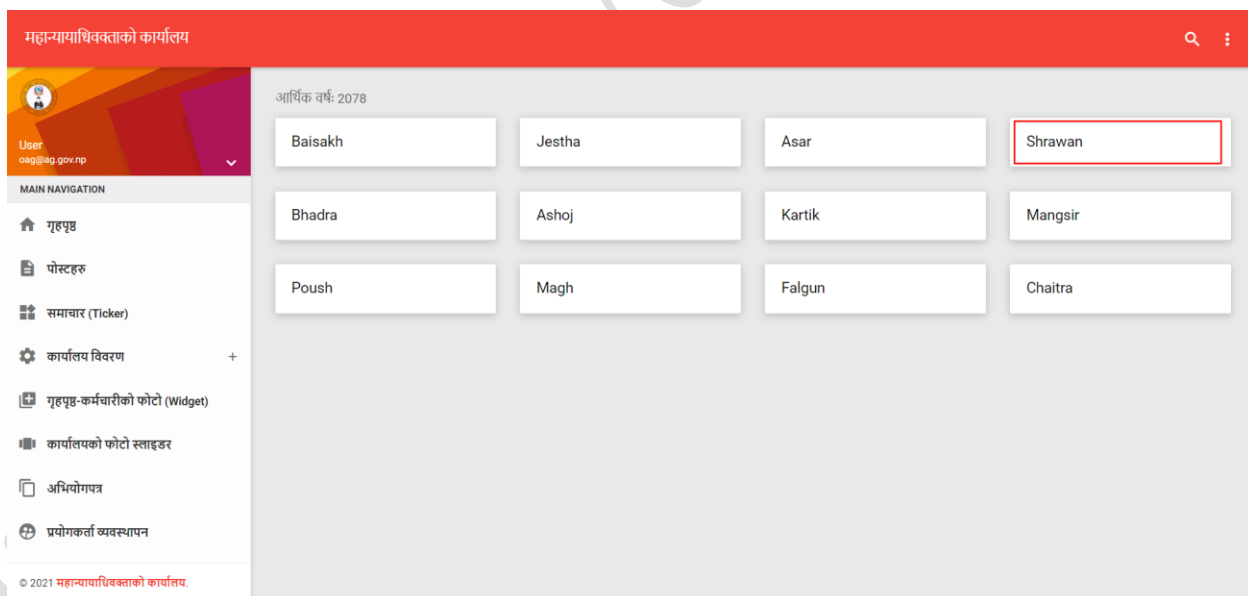 महान्यायाधिवक्ताको कार्यालय
User
oag@ag.gov.np
MAIN NAVIGATION
गृहपृष्ठ
पोस्टहरु
समाचार (Ticker)
कार्यालय विवरण +
गृहपृष्ठ-कर्मचारीको फोटो (Widget)
कार्यालयको फोटो स्लाइडर
अभियोगपत्र
प्रयोगकर्ता व्यवस्थापन
© 2021 महान्यायाधिवक्ताको कार्यालय.
आर्थिक वर्ष: 2078
Baisakh Jestha Asar Shrawan
Bhadra Ashoj Kartik Mangsir
Poush Magh Falgun Chaitra